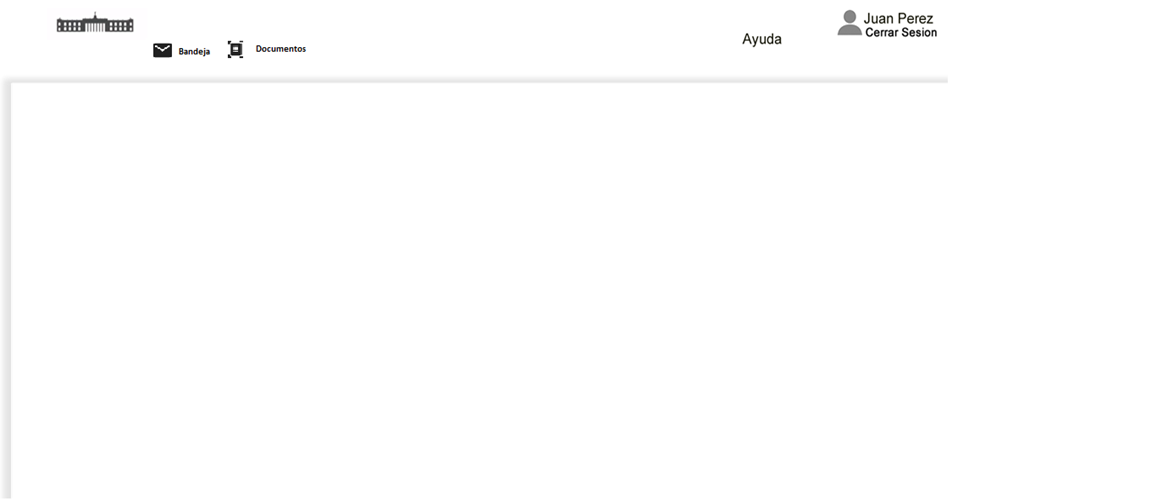 Juan Perez
Cerrar Sesion
Ayuda
Bandeja
Documentos